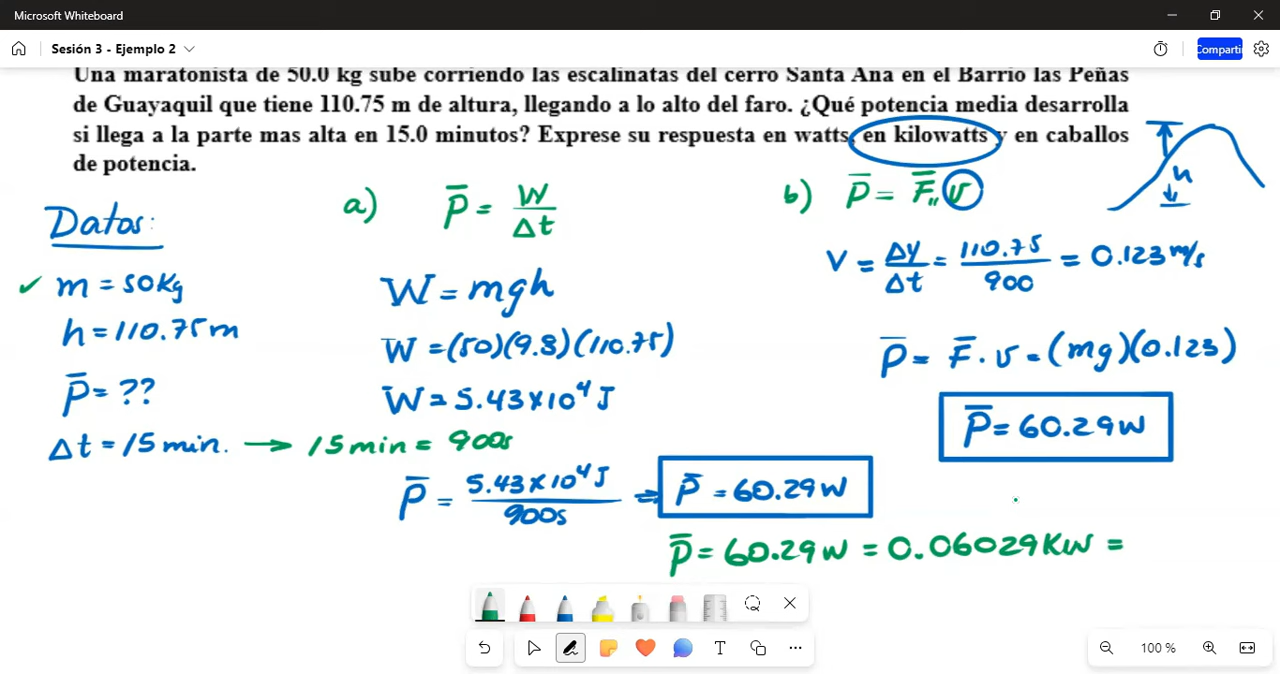 Microsoft Whiteboard
Sesión 3 - Ejemplo 2
Compartir
Una maratonista de 50.0 kg sube corriendo las escalinatas del cerro Santa Ana en el Barrio las Peñas
de Guayaquil que tiene 110.75 m de altura, llegando a lo alto del faro. ¿Qué potencia media desarrolla
si llega a la parte mas alta en 15.0 minutos? Exprese su respuesta en watts, en kilowatts y en caballos
de potencia.
h
Datos:
✓ m = 50Kg
h = 110.75 m
P̅ = ??
Δt = 15 min. → 15 min = 900s
a) P̅ = W/Δt
W = mgh
W = (50)(9.8)(110.75)
W = 5.43x10⁴ J
P̅ = 5.43x10⁴ J / 900s ⇒ P̅ = 60.29 W
b) P̅ = F̅,, v
V = Δy/Δt = 110.75/900 = 0.123 m/s
P̅ = F̅ . v = (mg)(0.123)
P̅ = 60.29 W
P̅ = 60.29 W = 0.06029 KW =
100 %